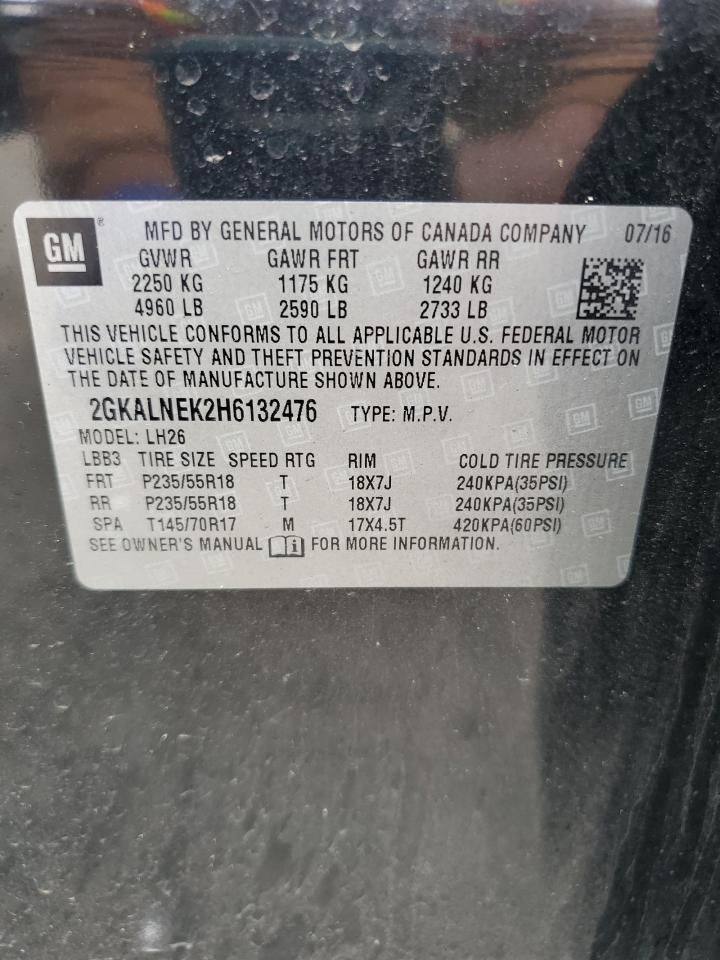 GM ® MFD BY GENERAL MOTORS OF CANADA COMPANY 07/16
GVWR GAWR FRT GAWR RR
2250 KG 1175 KG 1240 KG
4960 LB 2590 LB 2733 LB
THIS VEHICLE CONFORMS TO ALL APPLICABLE U.S. FEDERAL MOTOR
VEHICLE SAFETY AND THEFT PREVENTION STANDARDS IN EFFECT ON
THE DATE OF MANUFACTURE SHOWN ABOVE.
2GKALNEK2H6132476 TYPE: M.P.V.
MODEL: LH26
LBB3 TIRE SIZE SPEED RTG RIM COLD TIRE PRESSURE
FRT P235/55R18 T 18X7J 240KPA(35PSI)
RR P235/55R18 T 18X7J 240KPA(35PSI)
SPA T145/70R17 M 17X4.5T 420KPA(60PSI)
SEE OWNER'S MANUAL i FOR MORE INFORMATION.